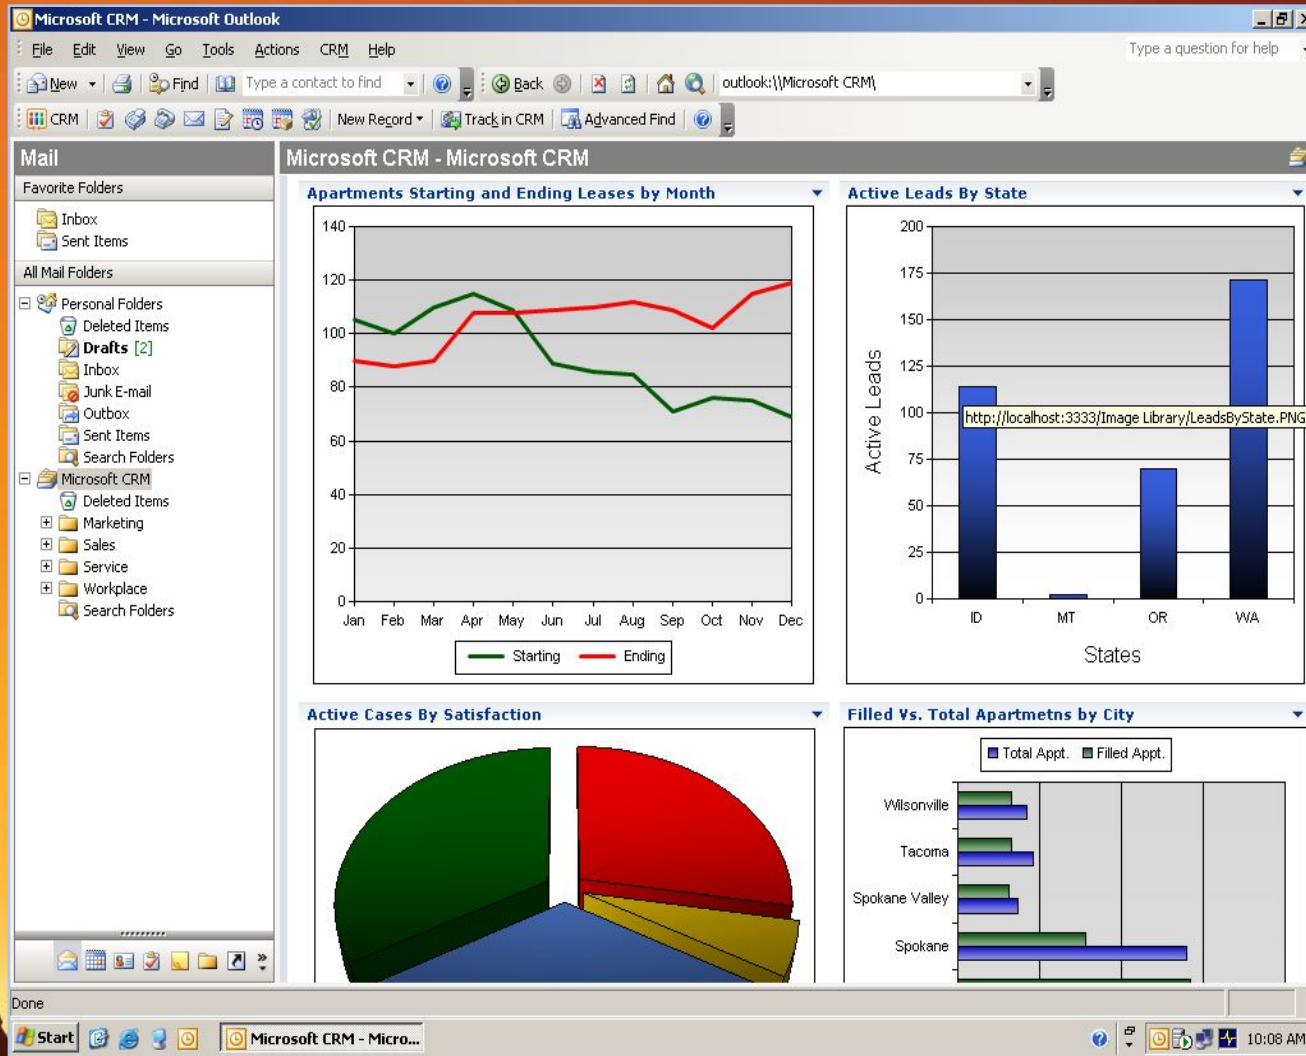 Microsoft CRM - Microsoft Outlook
File Edit View Go Tools Actions CRM Help
Type a question for help
New Find Type a contact to find Back outlook:\\Microsoft CRM\
CRM New Record Track in CRM Advanced Find
Mail
Favorite Folders
Inbox
Sent Items
All Mail Folders
Personal Folders
Deleted Items
Drafts [2]
Inbox
Junk E-mail
Outbox
Sent Items
Search Folders
Microsoft CRM
Deleted Items
Marketing
Sales
Service
Workplace
Search Folders
Microsoft CRM - Microsoft CRM
Apartments Starting and Ending Leases by Month
140
120
100
80
60
40
20
0
Jan Feb Mar Apr May Jun Jul Aug Sep Oct Nov Dec
Starting Ending
Active Leads By State
200
175
150
125
100
75
50
25
0
Active Leads
http://localhost:3333/Image Library/LeadsByState.PNG
ID MT OR WA
States
Active Cases By Satisfaction
Filled Vs. Total Apartmetns by City
Total Appt. Filled Appt.
Wilsonville
Tacoma
Spokane Valley
Spokane
Done
Start Microsoft CRM - Micro... 10:08 AM